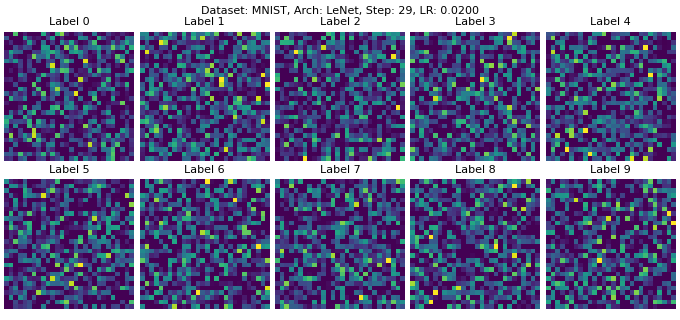 Dataset: MNIST, Arch: LeNet, Step: 29, LR: 0.0200
Label 0
Label 1
Label 2
Label 3
Label 4
Label 5
Label 6
Label 7
Label 8
Label 9